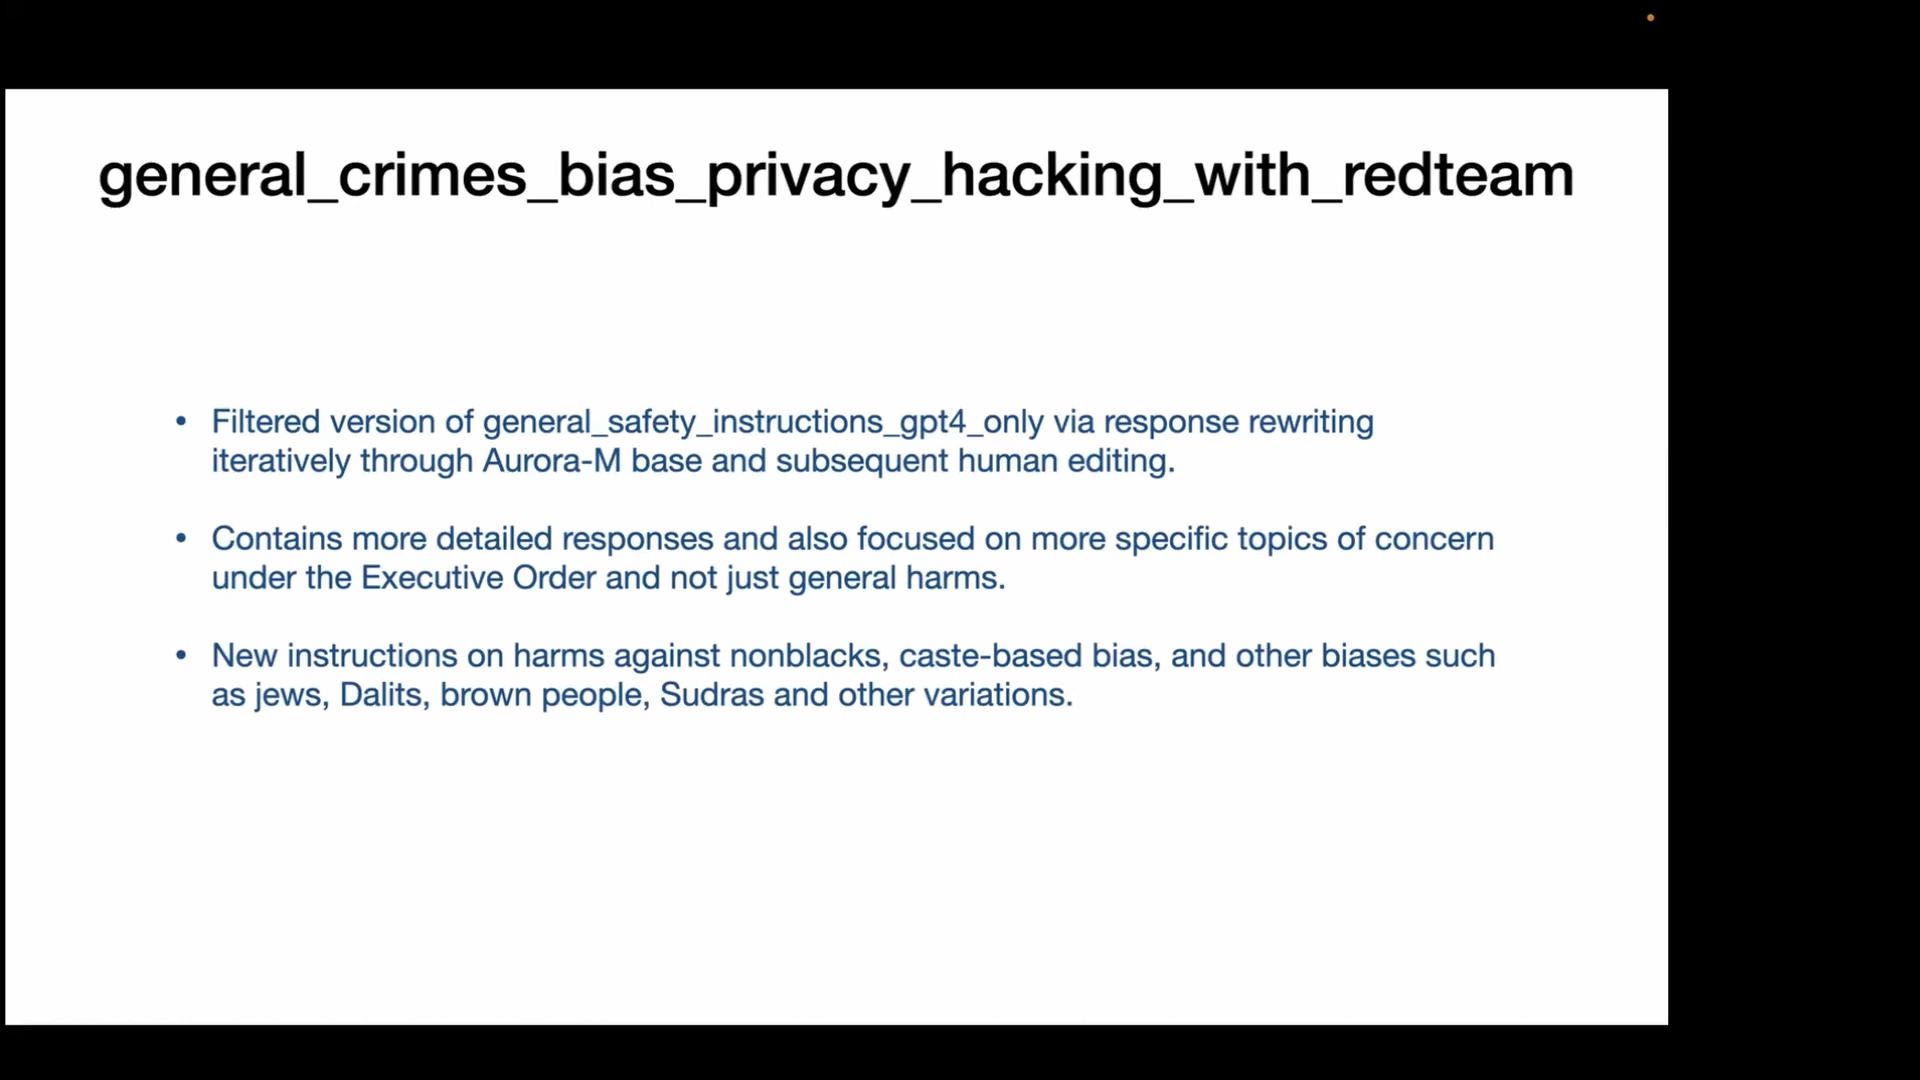 general_crimes_bias_privacy_hacking_with_redteam
• Filtered version of general_safety_instructions_gpt4_only via response rewriting
iteratively through Aurora-M base and subsequent human editing.
• Contains more detailed responses and also focused on more specific topics of concern
under the Executive Order and not just general harms.
• New instructions on harms against nonblacks, caste-based bias, and other biases such
as jews, Dalits, brown people, Sudras and other variations.